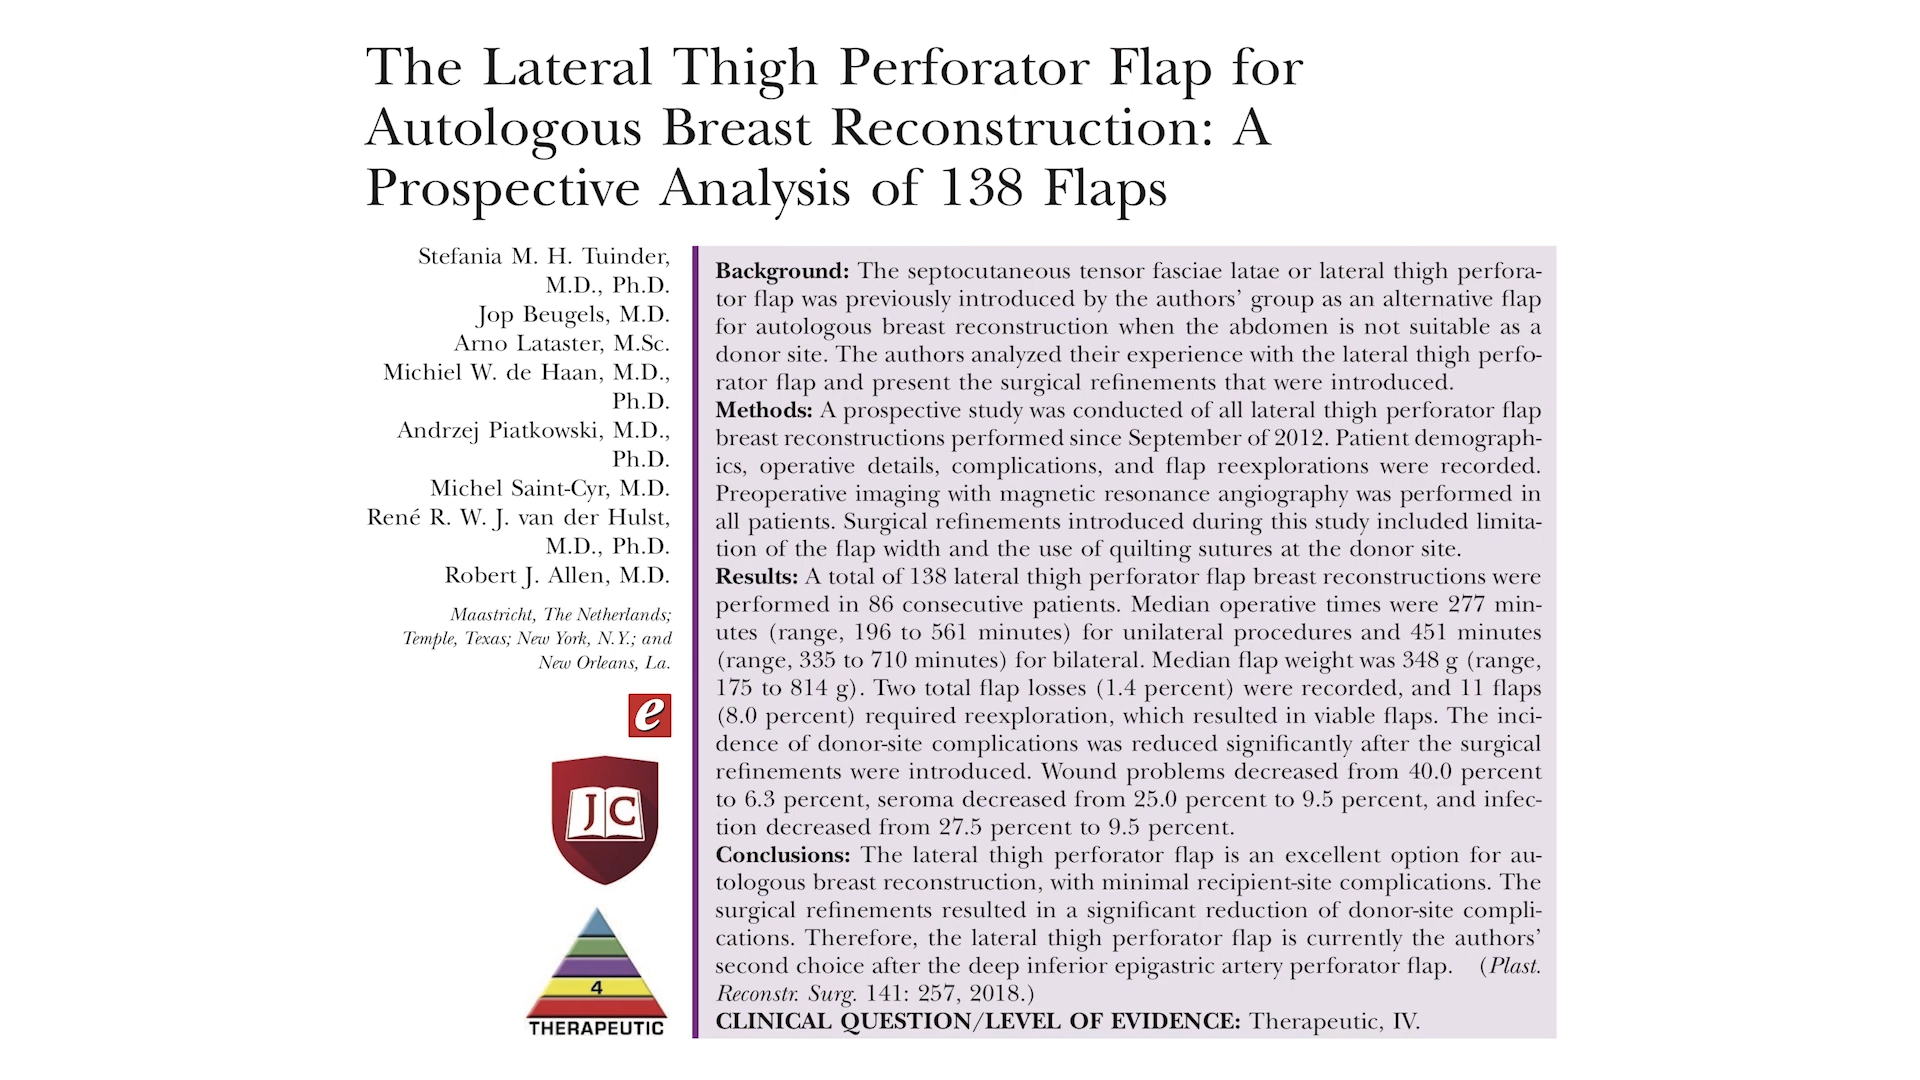 The Lateral Thigh Perforator Flap for
Autologous Breast Reconstruction: A
Prospective Analysis of 138 Flaps
Stefania M. H. Tuinder,
M.D., Ph.D.
Jop Beugels, M.D.
Arno Lataster, M.Sc.
Michiel W. de Haan, M.D.,
Ph.D.
Andrzej Piatkowski, M.D.,
Ph.D.
Michel Saint-Cyr, M.D.
René R. W. J. van der Hulst,
M.D., Ph.D.
Robert J. Allen, M.D.
Maastricht, The Netherlands;
Temple, Texas; New York, N.Y.; and
New Orleans, La.
e
JC
4
THERAPEUTIC
Background: The septocutaneous tensor fasciae latae or lateral thigh perfora-
tor flap was previously introduced by the authors’ group as an alternative flap
for autologous breast reconstruction when the abdomen is not suitable as a
donor site. The authors analyzed their experience with the lateral thigh perfo-
rator flap and present the surgical refinements that were introduced.
Methods: A prospective study was conducted of all lateral thigh perforator flap
breast reconstructions performed since September of 2012. Patient demograph-
ics, operative details, complications, and flap reexplorations were recorded.
Preoperative imaging with magnetic resonance angiography was performed in
all patients. Surgical refinements introduced during this study included limita-
tion of the flap width and the use of quilting sutures at the donor site.
Results: A total of 138 lateral thigh perforator flap breast reconstructions were
performed in 86 consecutive patients. Median operative times were 277 min-
utes (range, 196 to 561 minutes) for unilateral procedures and 451 minutes
(range, 335 to 710 minutes) for bilateral. Median flap weight was 348 g (range,
175 to 814 g). Two total flap losses (1.4 percent) were recorded, and 11 flaps
(8.0 percent) required reexploration, which resulted in viable flaps. The inci-
dence of donor-site complications was reduced significantly after the surgical
refinements were introduced. Wound problems decreased from 40.0 percent
to 6.3 percent, seroma decreased from 25.0 percent to 9.5 percent, and infec-
tion decreased from 27.5 percent to 9.5 percent.
Conclusions: The lateral thigh perforator flap is an excellent option for au-
tologous breast reconstruction, with minimal recipient-site complications. The
surgical refinements resulted in a significant reduction of donor-site compli-
cations. Therefore, the lateral thigh perforator flap is currently the authors’
second choice after the deep inferior epigastric artery perforator flap. (Plast.
Reconstr. Surg. 141: 257, 2018.)
CLINICAL QUESTION/LEVEL OF EVIDENCE: Therapeutic, IV.